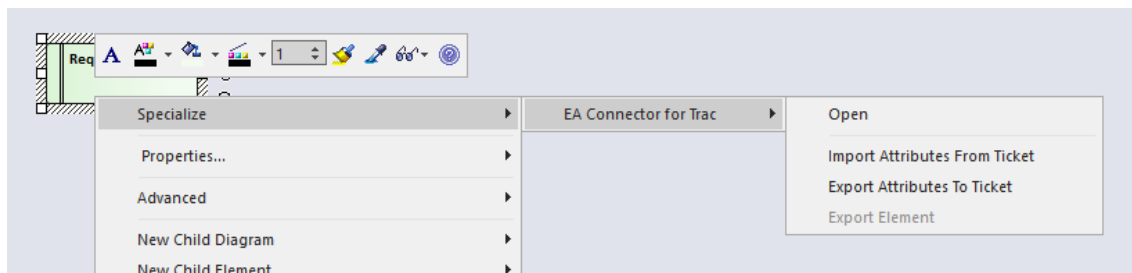 Req
A
A
1
Specialize
EA Connector for Trac
Open
Properties...
Import Attributes From Ticket
Advanced
Export Attributes To Ticket
Export Element
New Child Diagram
New Child Element